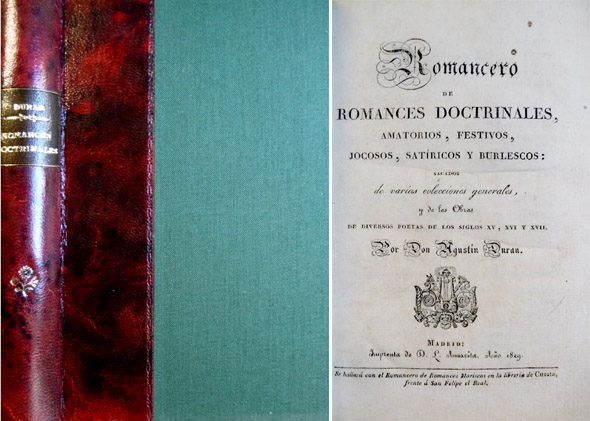 DURAN
ROMANCES
DOCTRINALES
Romancero
DE
ROMANCES DOCTRINALES,
AMATORIOS, FESTIVOS,
JOCOSOS, SATÍRICOS Y BURLESCOS:
SACADOS
de varias colecciones generales,
y de las Obras
DE DIVERSOS POETAS DE LOS SIGLOS XV, XVI Y XVII.
Por Don Agustin Duran.
MADRID:
Imprenta de D. L. Amarita. Año 1829.
Se hallará con el Romancero de Romances Moriscos en la librería de Cuesta,
frente á San Felipe el Real.